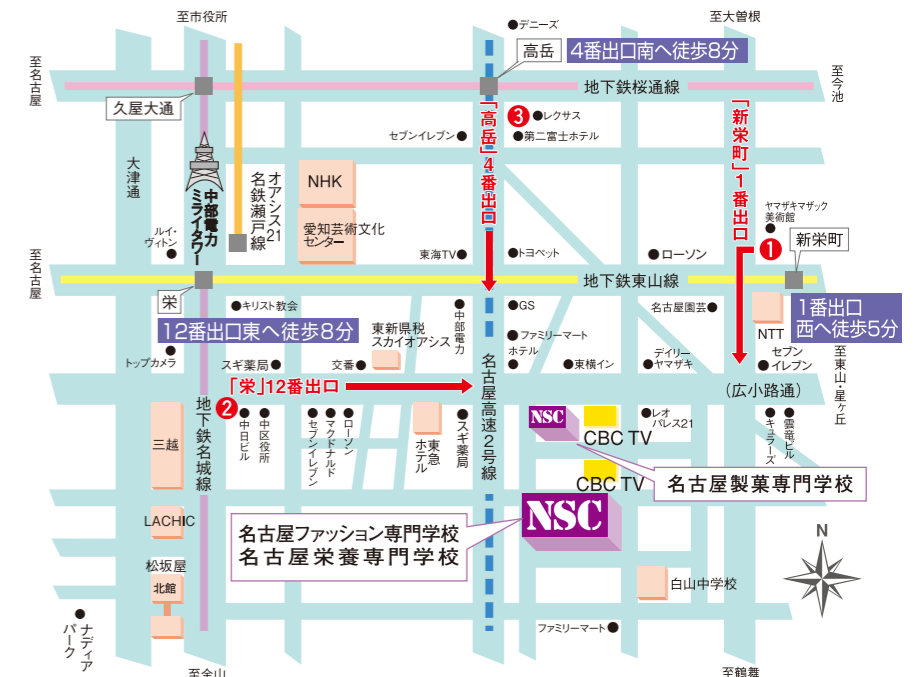 至市役所
至大曽根
デニーズ
高岳
4番出口南へ徒歩8分
至名古屋
地下鉄桜通線
至今池
久屋大通
「高岳」4番出口
3
レクサス
セブンイレブン
第二富士ホテル
「新栄町」1番出口
大津通
中部電力
ミライタワー
オアシス21
名鉄瀬戸線
NHK
愛知芸術文化
センター
ヤマザキマザック
美術館
1
新栄町
ルイ・
ヴィトン
東海TV
トヨペット
ローソン
至名古屋
地下鉄東山線
栄
キリスト教会
中部電力
GS
名古屋園芸
1番出口
西へ徒歩5分
NTT
12番出口東へ徒歩8分
東新県税
スカイオアシス
ファミリーマート
ホテル
トップカメラ
スギ薬局
交番
東横イン
デイリー
ヤマザキ
セブン
イレブン
至東山・星ヶ丘
「栄」12番出口
2
名古屋高速2号線
(広小路通)
地下鉄名城線
中日ビル
中区役所
セブンイレブン
マクドナルド
ローソン
東急
ホテル
スギ薬局
NSC
CBC TV
レオ
パレス21
キュラーズ
雲竜ビル
三越
CBC TV
名古屋製菓専門学校
LACHIC
NSC
名古屋ファッション専門学校
名古屋栄養専門学校
N
松坂屋
北館
白山中学校
ナディア
パーク
ファミリーマート
至金山
至鶴舞